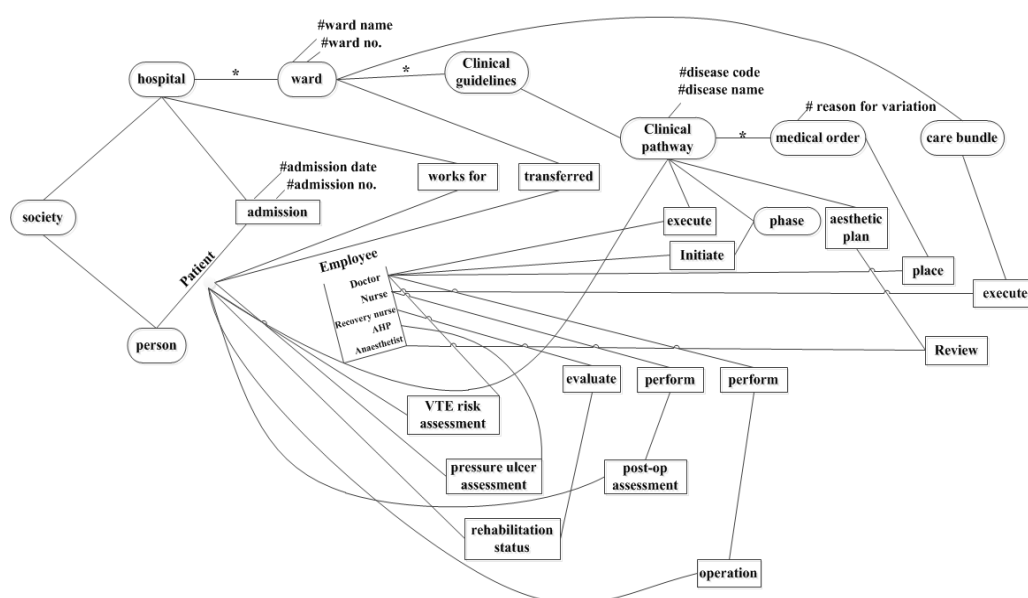 #ward name
#ward no.
hospital
*
ward
*
Clinical
guidelines
#disease code
#disease name
# reason for variation
Clinical
pathway
*
medical order
care bundle
#admission date
#admission no.
works for
transferred
society
admission
execute
phase
aesthetic
plan
Patient
Employee
Initiate
Doctor
place
Nurse
execute
Recovery nurse
AHP
person
Anaesthetist
Review
evaluate
perform
perform
VTE risk
assessment
pressure ulcer
assessment
post-op
assessment
rehabilitation
status
operation